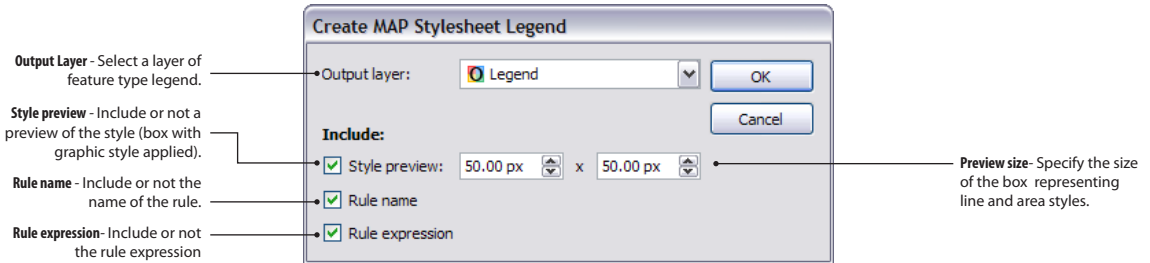 Create MAP Stylesheet Legend
Output Layer - Select a layer of
feature type legend.
Output layer:
Legend
OK
Style preview - Include or not a
preview of the style (box with
graphic style applied).
Cancel
Include:
Style preview:
50.00 px
x
50.00 px
Preview size- Specify the size
of the box representing
line and area styles.
Rule name - Include or not the
name of the rule.
Rule name
Rule expression- Include or not
the rule expression
Rule expression